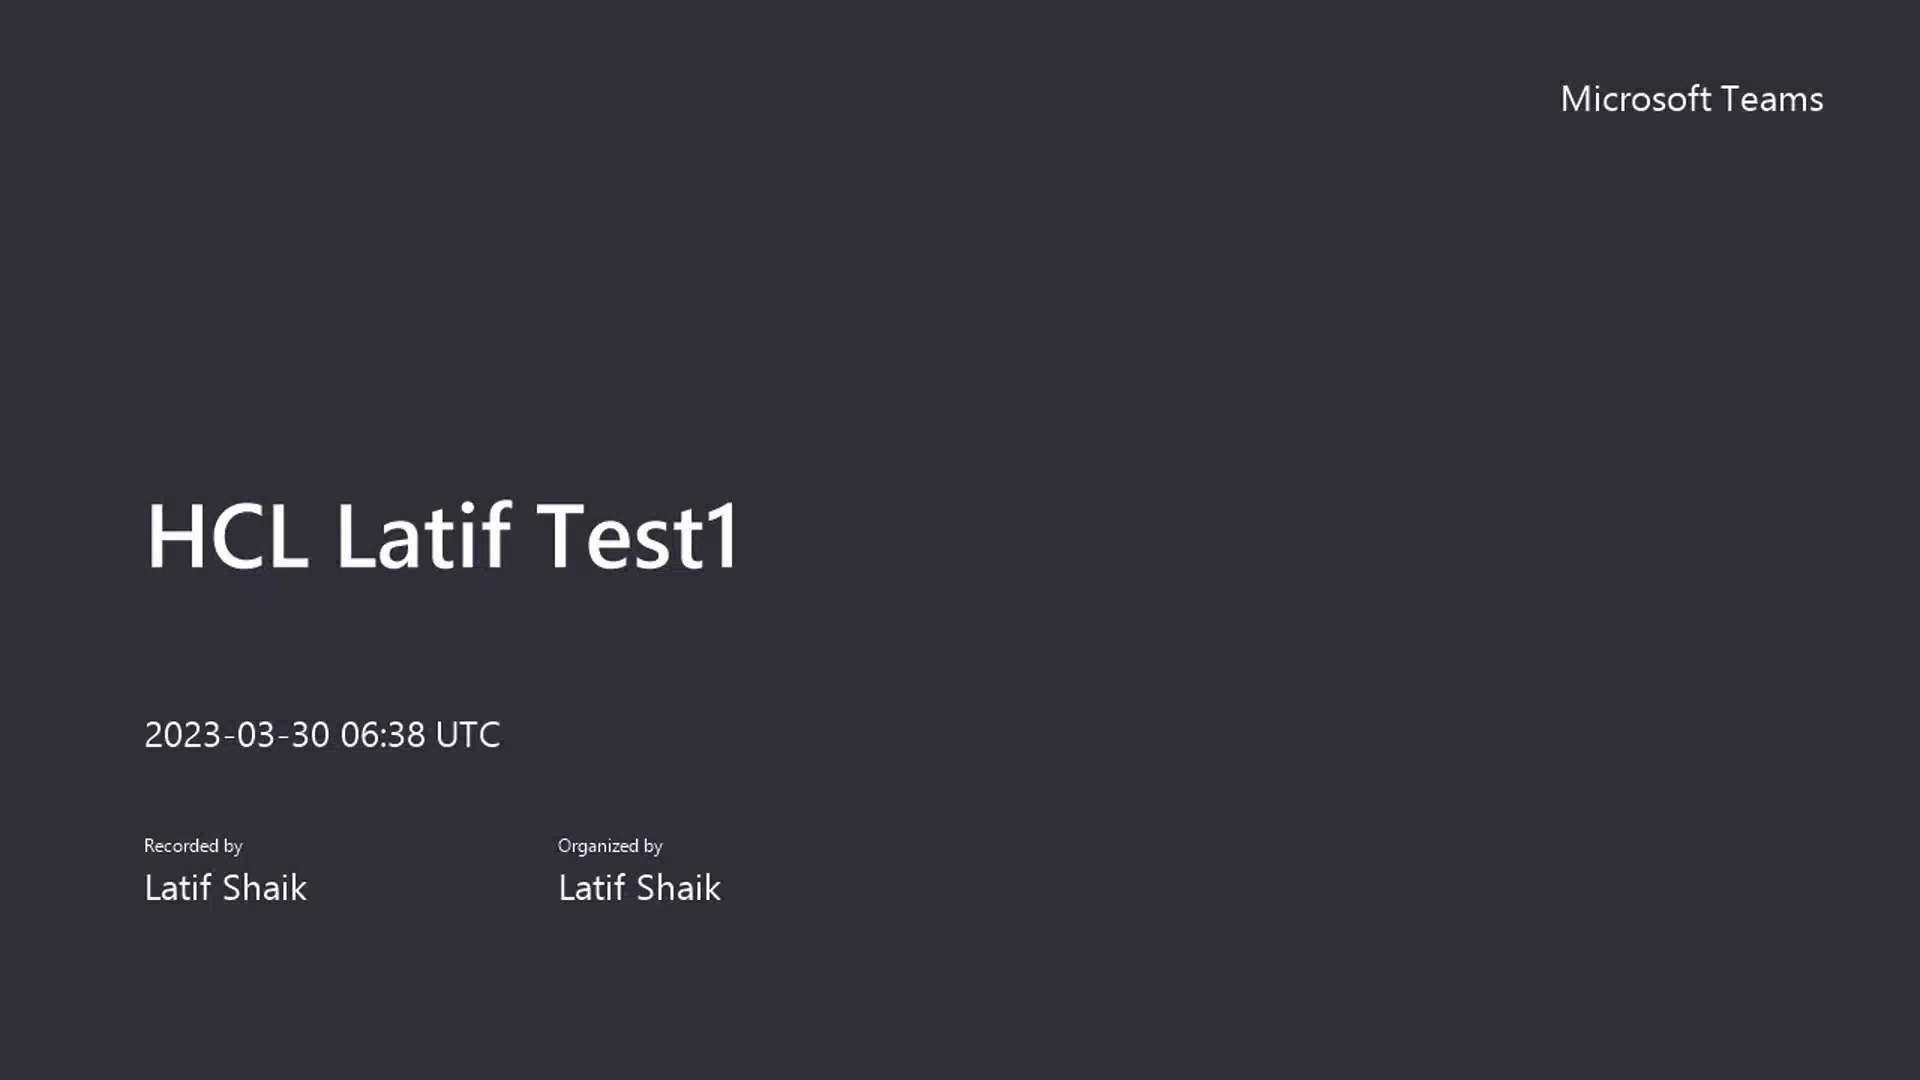 Microsoft Teams
HCL Latif Test1
2023-03-30 06:38 UTC
Recorded by
Latif Shaik
Organized by
Latif Shaik